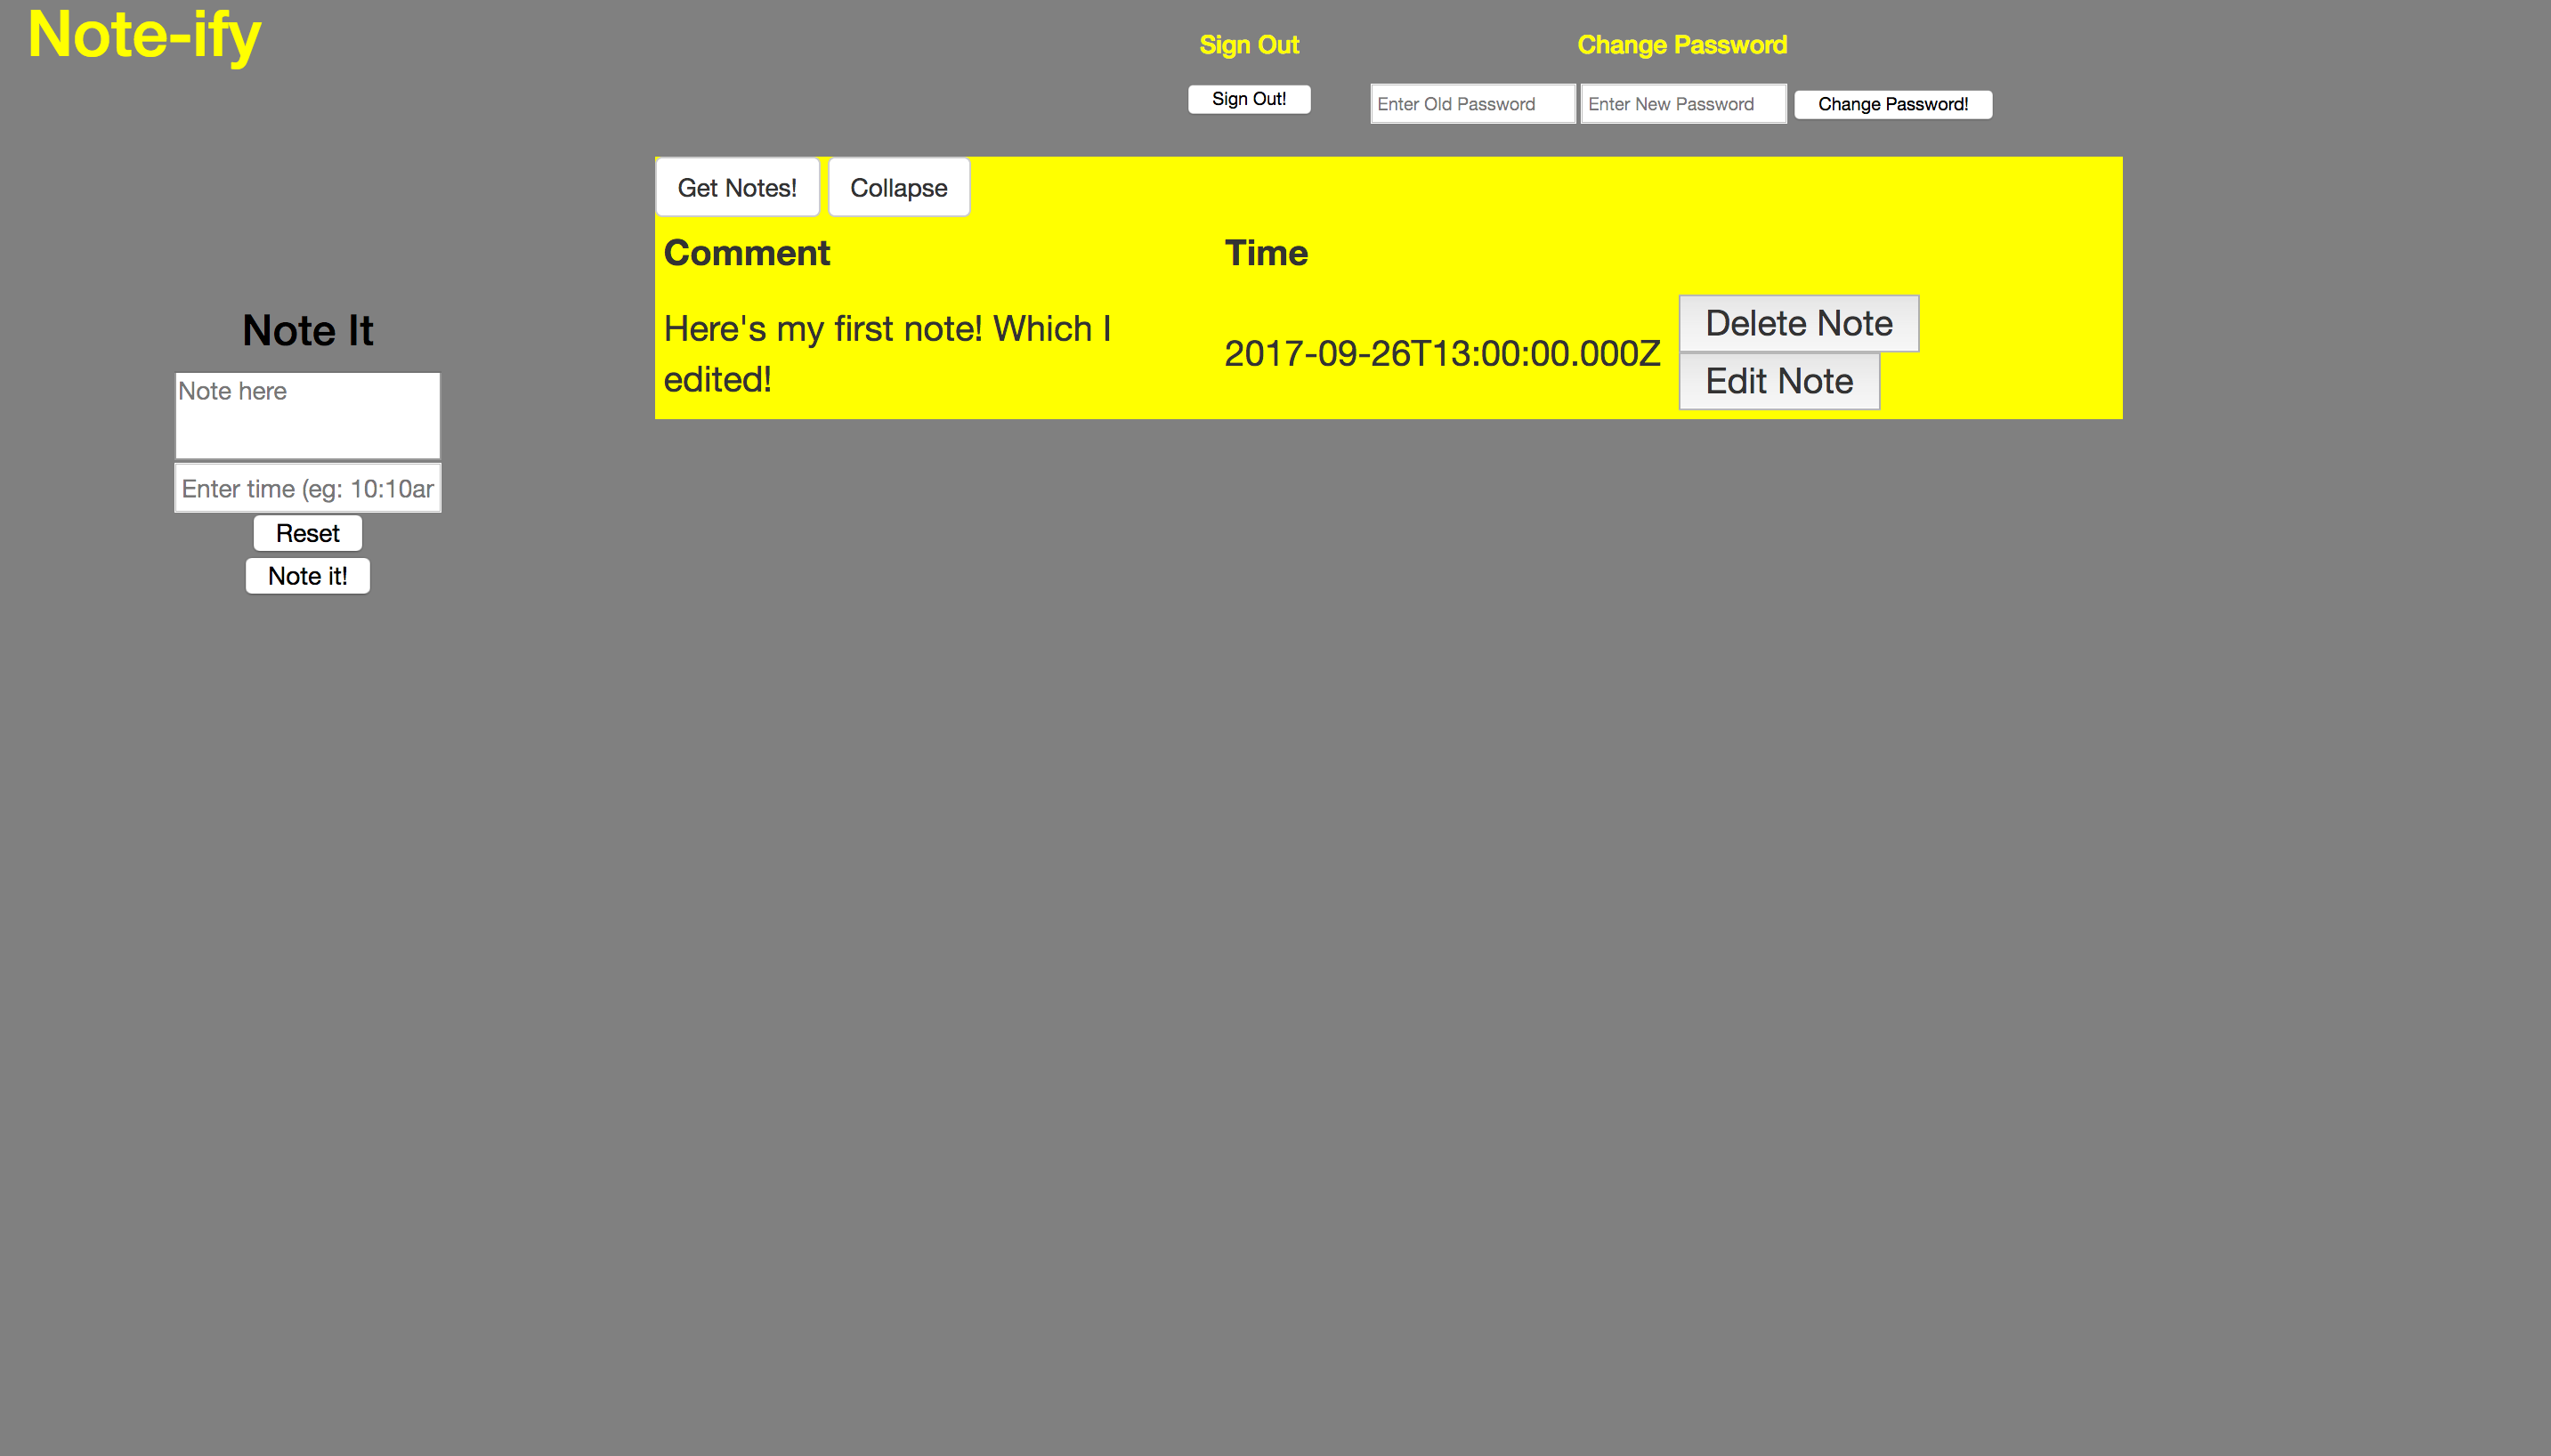 Note-ify
Sign Out
Change Password
Sign Out!
Enter Old Password
Enter New Password
Change Password!
Get Notes!
Collapse
Comment
Time
Here's my first note! Which I
edited!
2017-09-26T13:00:00.000Z
Delete Note
Edit Note
Note It
Note here
Enter time (eg: 10:10ar
Reset
Note it!